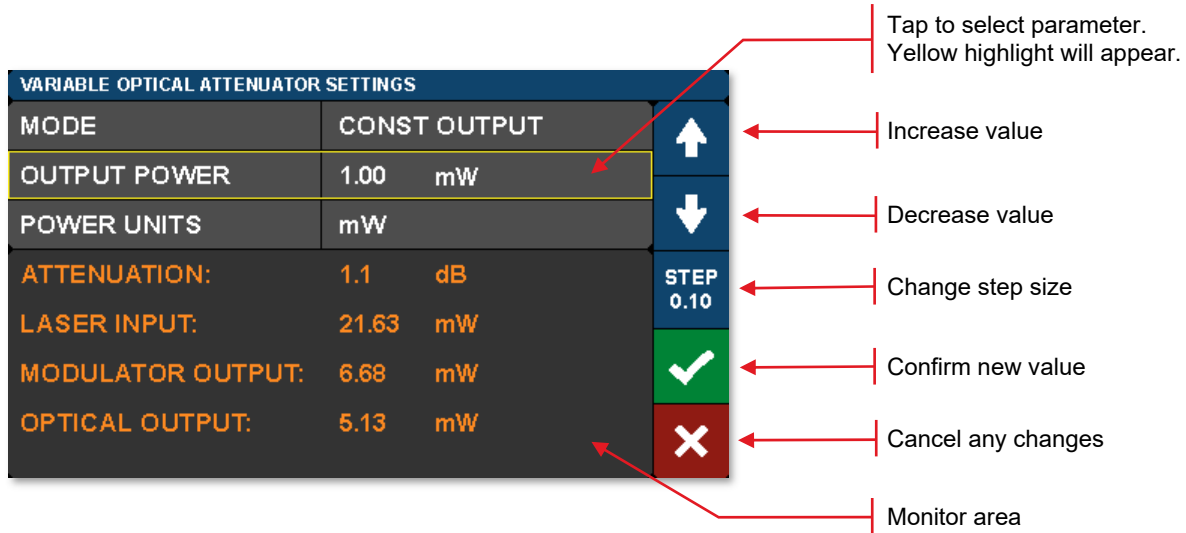 Tap to select parameter.
Yellow highlight will appear.
VARIABLE OPTICAL ATTENUATOR SETTINGS
MODE CONST OUTPUT
Increase value
OUTPUT POWER 1.00 mW
POWER UNITS mW
Decrease value
ATTENUATION: 1.1 dB
STEP
0.10
Change step size
LASER INPUT: 21.63 mW
MODULATOR OUTPUT: 6.68 mW
Confirm new value
OPTICAL OUTPUT: 5.13 mW
Cancel any changes
Monitor area